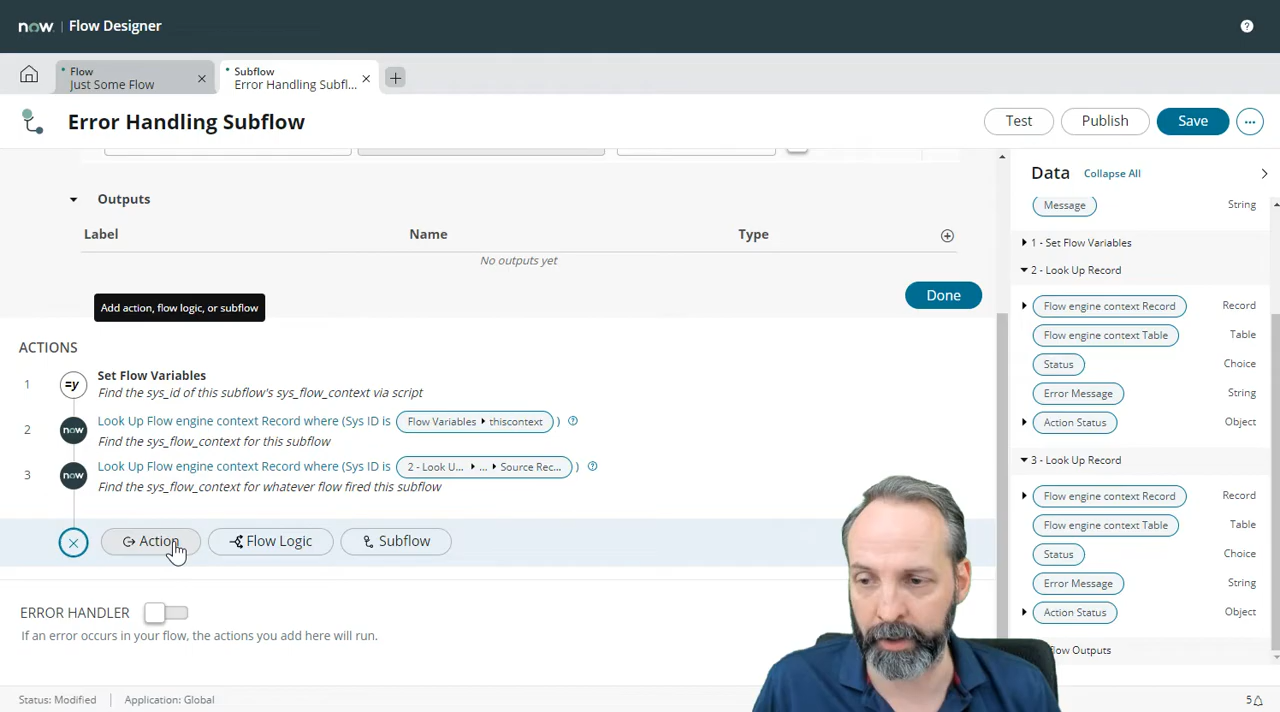 now. | Flow Designer
Flow
Just Some Flow
Subflow
Error Handling Subfl...
Error Handling Subflow
Test
Publish
Save
Outputs
Label
Name
Type
No outputs yet
Done
Add action, flow logic, or subflow
ACTIONS
1
=y
Set Flow Variables
Find the sys_id of this subflow's sys_flow_context via script
2
now
Look Up Flow engine context Record where (Sys ID is Flow Variables thiscontext )
Find the sys_flow_context for this subflow
3
now
Look Up Flow engine context Record where (Sys ID is 2 - Look U... ... Source Rec... )
Find the sys_flow_context for whatever flow fired this subflow
Action
Flow Logic
Subflow
ERROR HANDLER
If an error occurs in your flow, the actions you add here will run.
Data
Collapse All
Message String
1 - Set Flow Variables
2 - Look Up Record
Flow engine context Record Record
Flow engine context Table Table
Status Choice
Error Message String
Action Status Object
3 - Look Up Record
Flow engine context Record Record
Flow engine context Table Table
Status Choice
Error Message String
Action Status Object
Flow Outputs
Status: Modified | Application: Global
5